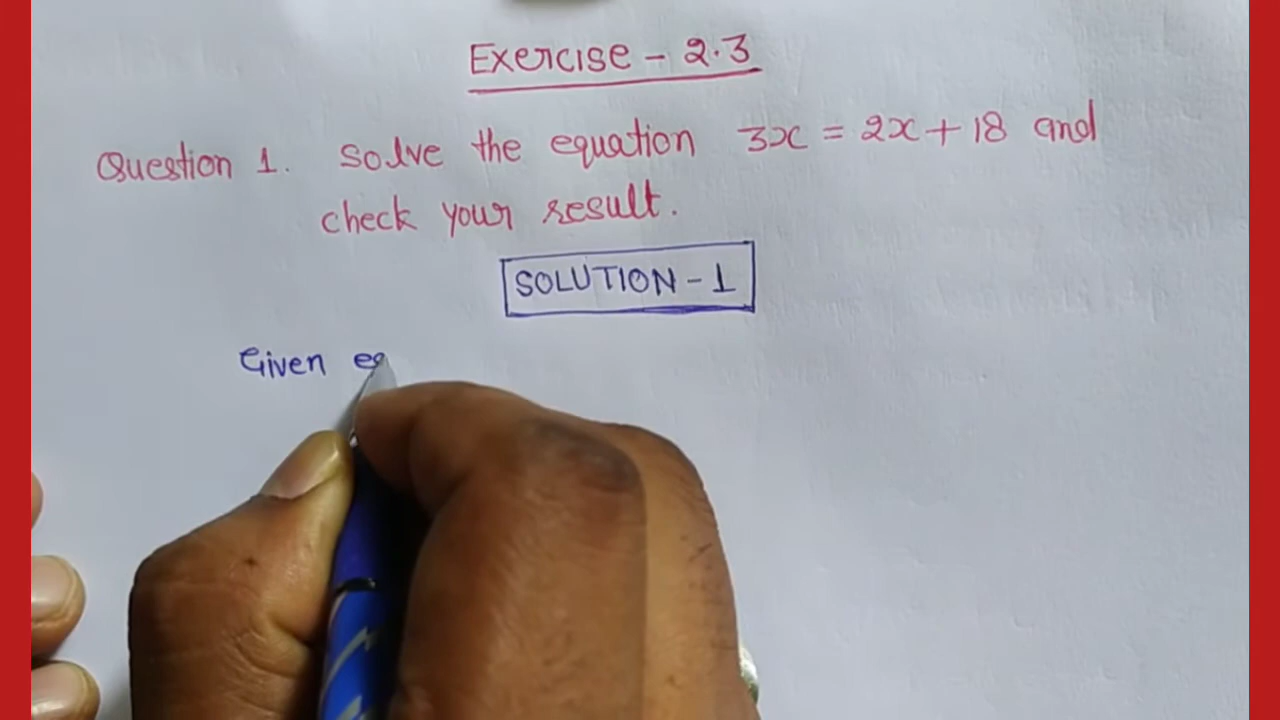 Exercise - 2.3
Question 1. Solve the equation 3x = 2x + 18 and
check your result.
SOLUTION - 1
Given